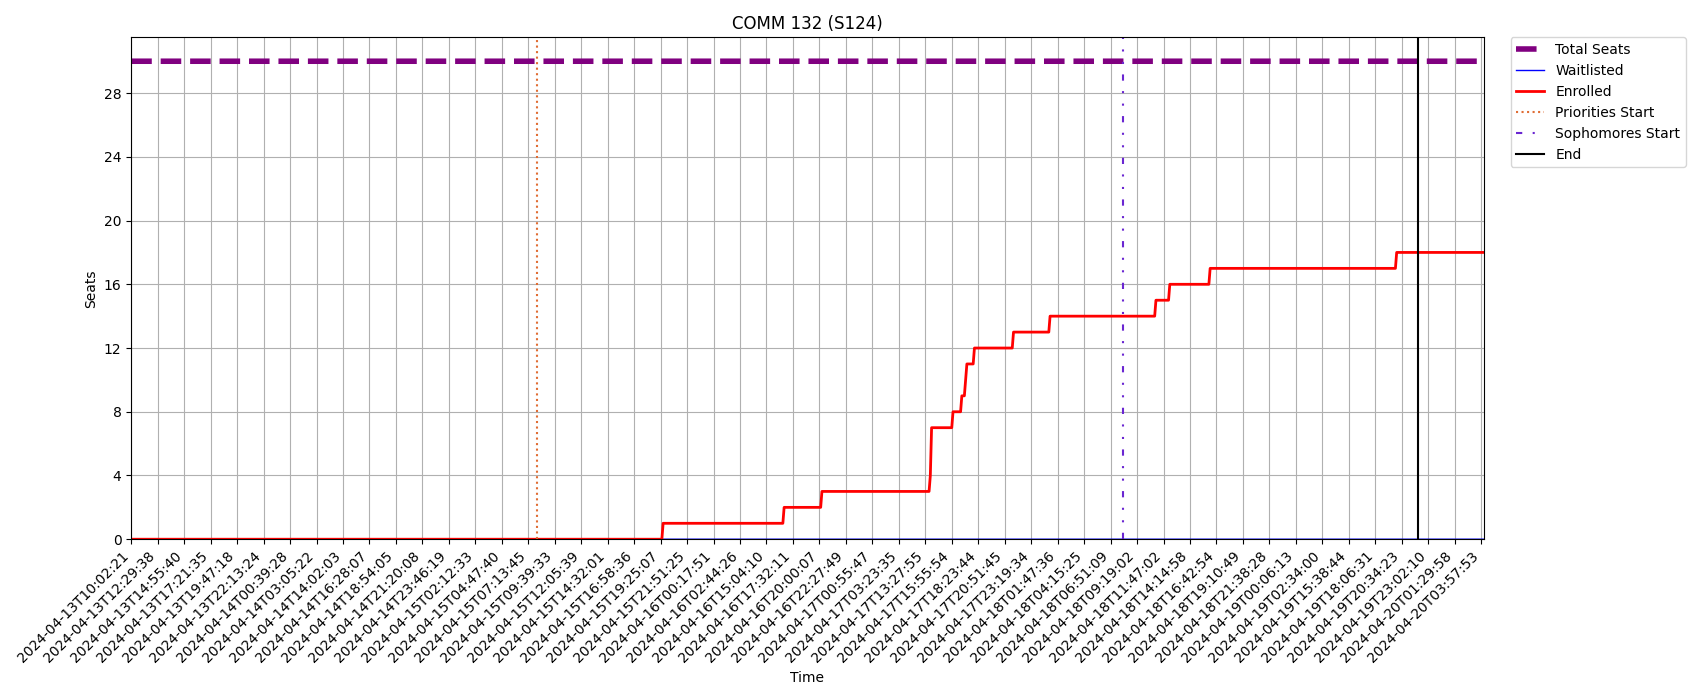 COMM 132 (S124)
Total Seats
Waitlisted
Enrolled
Priorities Start
Sophomores Start
End
Seats
28
24
20
16
12
8
4
0
2024-04-13T10:02:21
2024-04-13T12:29:38
2024-04-13T14:55:40
2024-04-13T17:21:35
2024-04-13T19:47:18
2024-04-13T22:13:24
2024-04-14T00:39:28
2024-04-14T03:05:22
2024-04-14T14:02:03
2024-04-14T16:28:07
2024-04-14T18:54:05
2024-04-14T21:20:08
2024-04-14T23:46:19
2024-04-15T02:12:33
2024-04-15T04:47:40
2024-04-15T07:13:45
2024-04-15T09:39:33
2024-04-15T12:05:39
2024-04-15T14:32:01
2024-04-15T16:58:36
2024-04-15T19:25:07
2024-04-15T21:51:25
2024-04-16T00:17:51
2024-04-16T02:44:26
2024-04-16T15:04:10
2024-04-16T17:32:11
2024-04-16T20:00:07
2024-04-16T22:27:49
2024-04-17T00:55:47
2024-04-17T03:23:35
2024-04-17T13:27:55
2024-04-17T15:55:54
2024-04-17T18:23:44
2024-04-17T20:51:45
2024-04-17T23:19:34
2024-04-18T01:47:36
2024-04-18T04:15:25
2024-04-18T06:51:09
2024-04-18T09:19:02
2024-04-18T11:47:02
2024-04-18T14:14:58
2024-04-18T16:42:54
2024-04-18T19:10:49
2024-04-18T21:38:28
2024-04-19T00:06:13
2024-04-19T02:34:00
2024-04-19T15:38:44
2024-04-19T18:06:31
2024-04-19T20:34:23
2024-04-19T23:02:10
2024-04-20T01:29:58
2024-04-20T03:57:53
Time